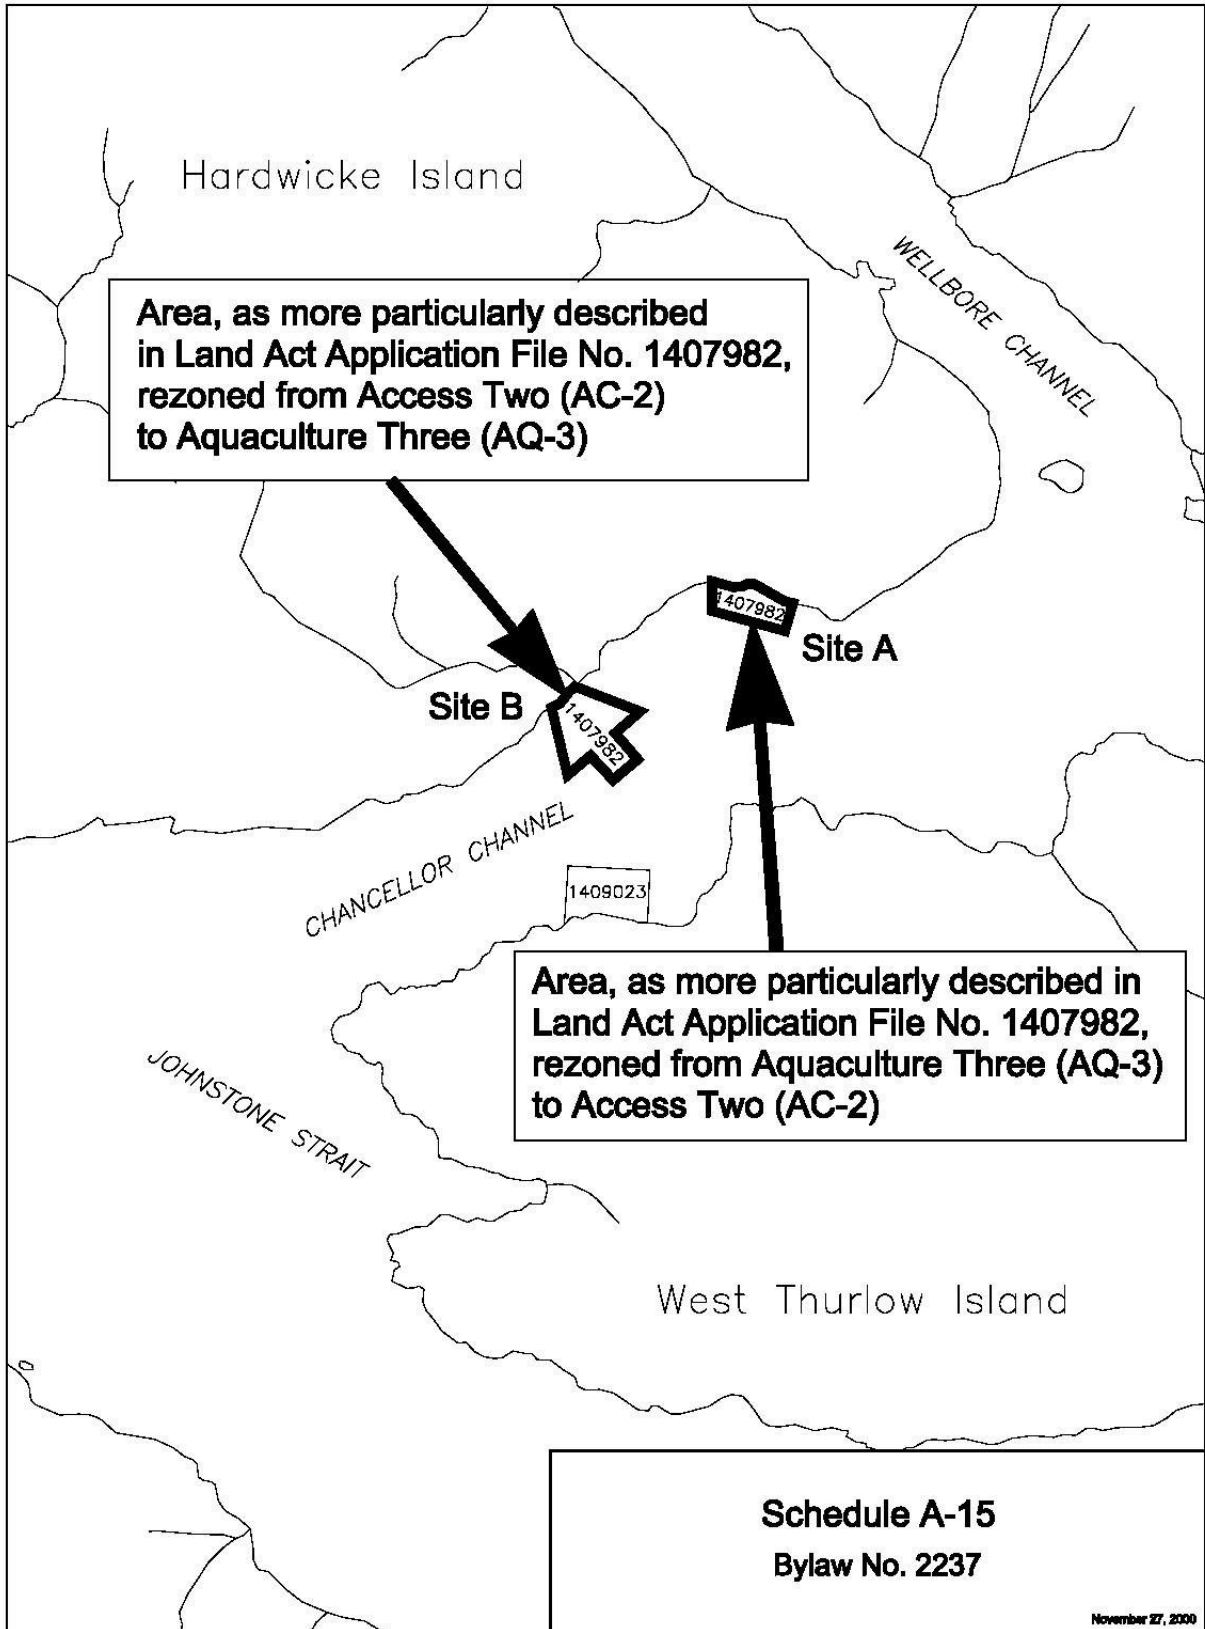 Hardwicke Island
WELLBORE CHANNEL
Area, as more particularly described
in Land Act Application File No. 1407982,
rezoned from Access Two (AC-2)
to Aquaculture Three (AQ-3)
1407982
Site A
Site B
1407982
CHANCELLOR CHANNEL
1409023
Area, as more particularly described in
Land Act Application File No. 1407982,
rezoned from Aquaculture Three (AQ-3)
to Access Two (AC-2)
JOHNSTONE STRAIT
West Thurlow Island
Schedule A-15
Bylaw No. 2237
November 27, 2000